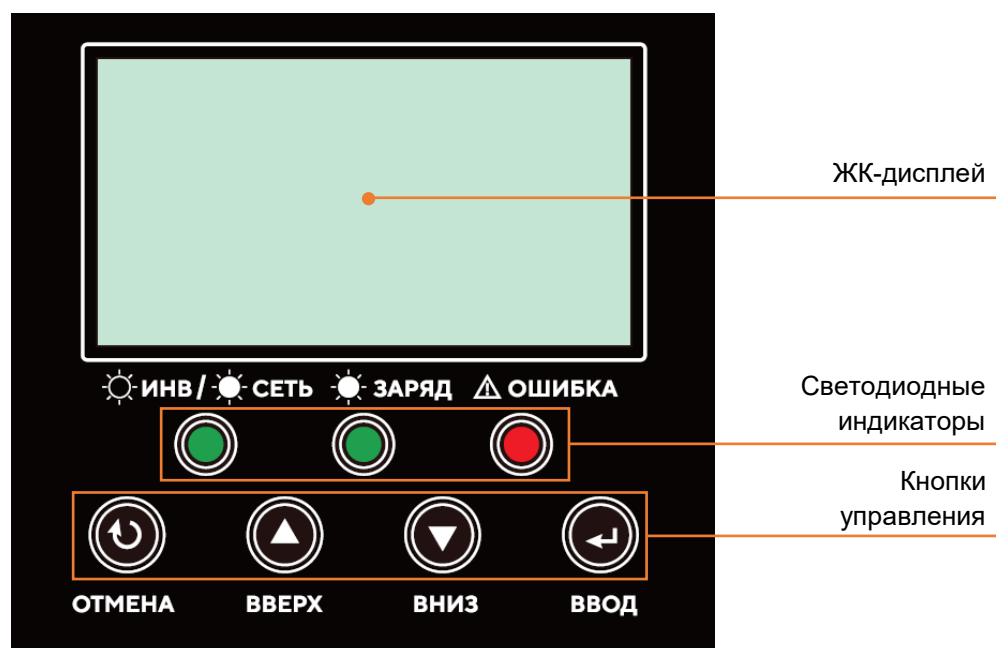 ЖК-дисплей
ИНВ / СЕТЬ ЗАРЯД ОШИБКА
Светодиодные
индикаторы
Кнопки
управления
ОТМЕНА ВВЕРХ ВНИЗ ВВОД